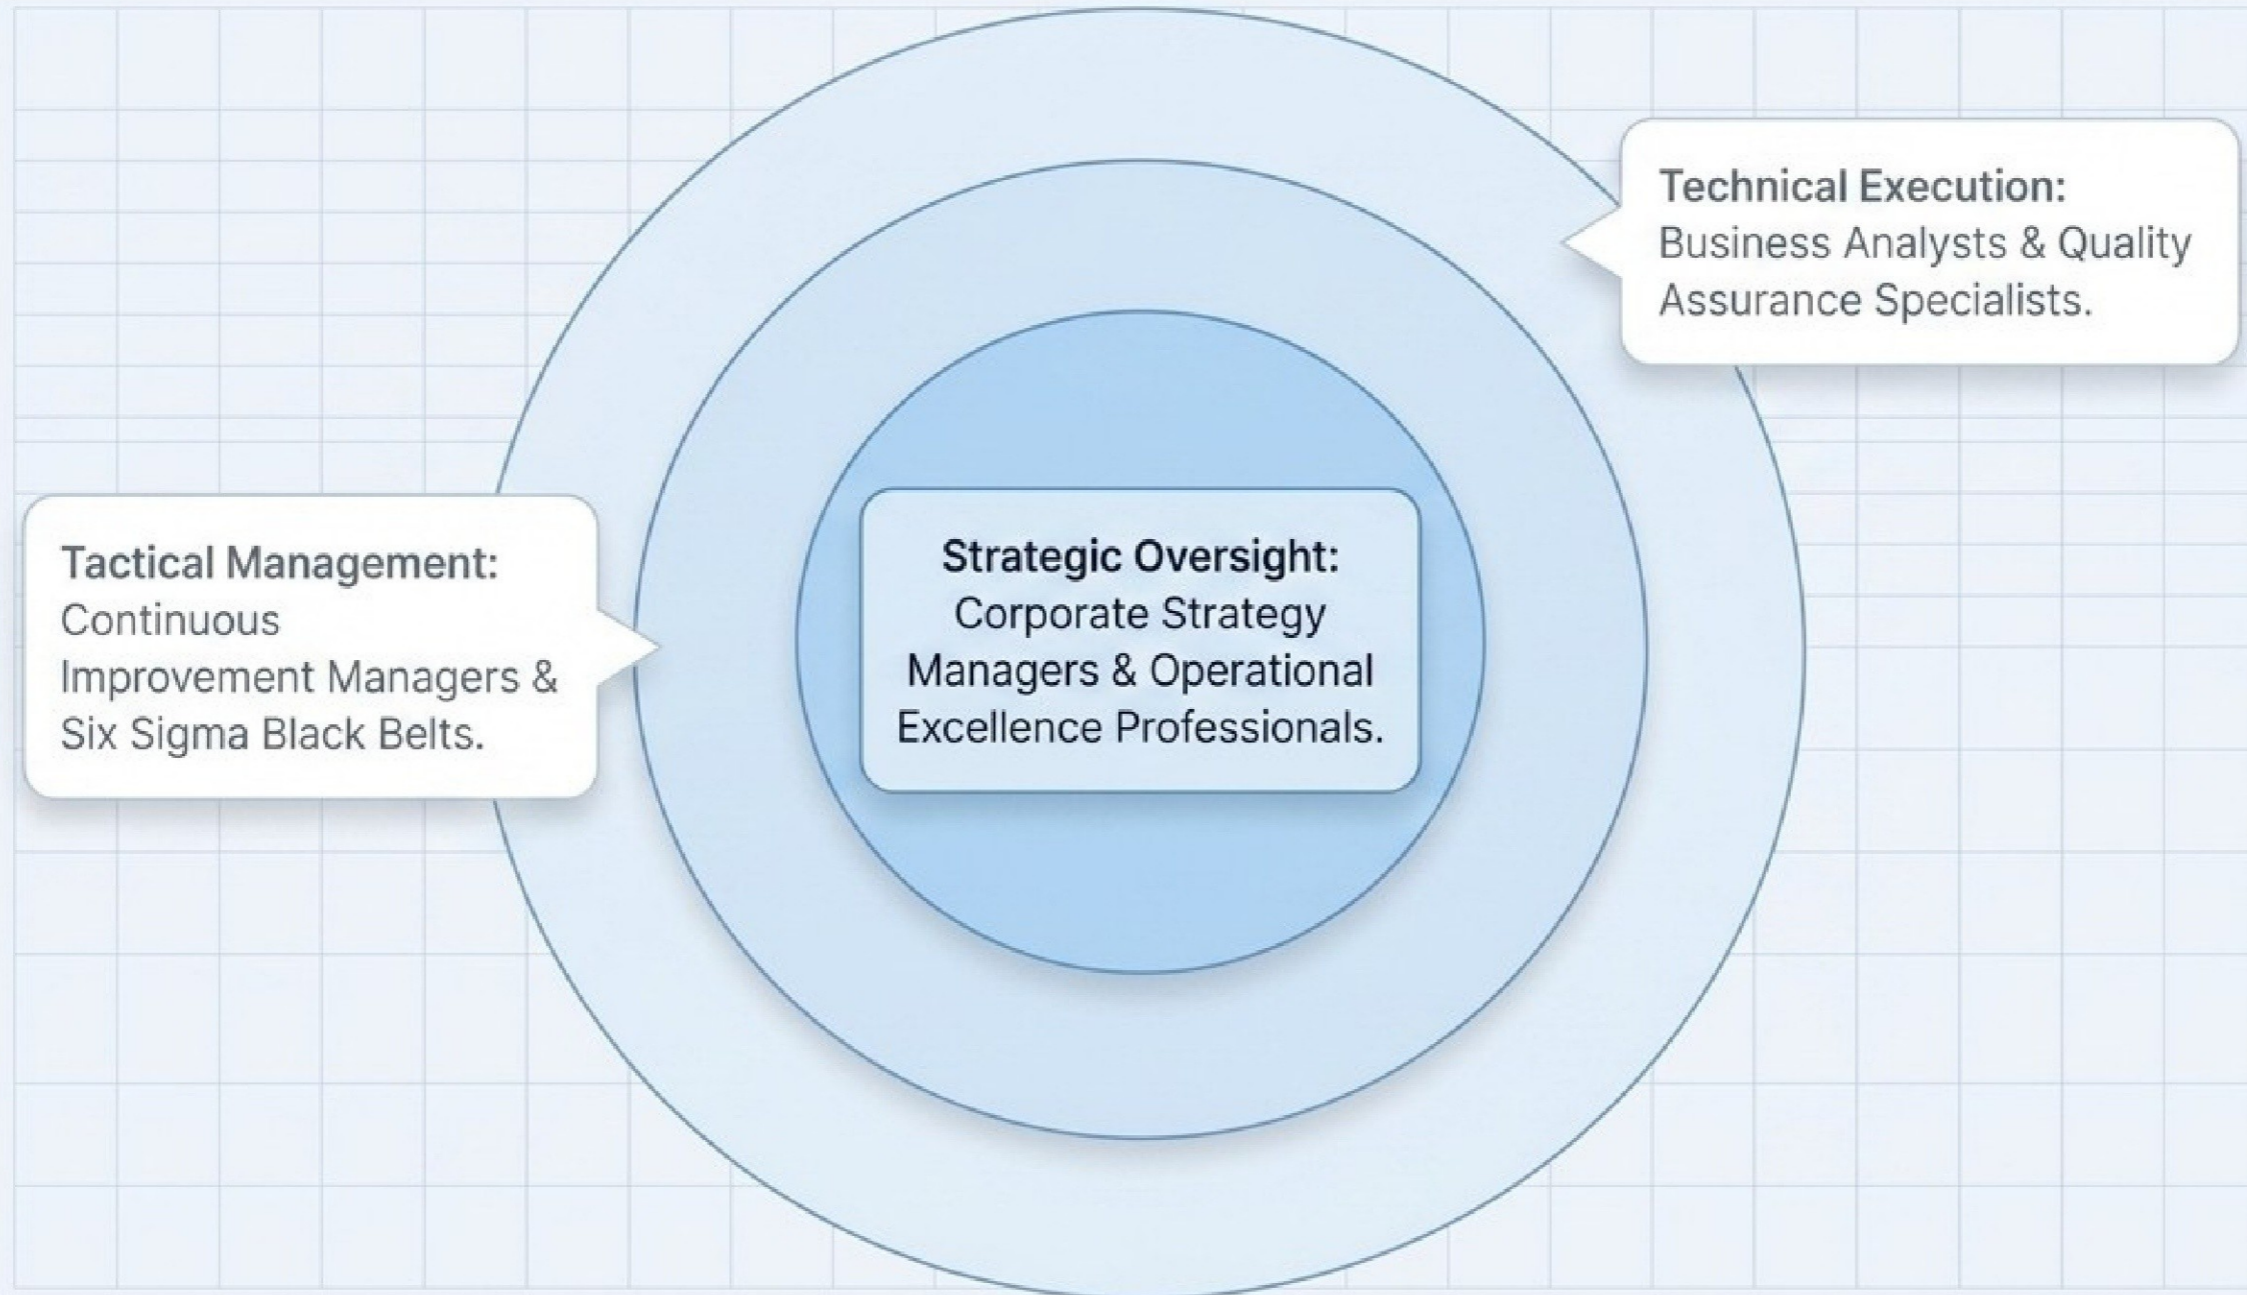 Technical Execution:
Business Analysts & Quality
Assurance Specialists.
Tactical Management:
Continuous
Improvement Managers &
Six Sigma Black Belts.
Strategic Oversight:
Corporate Strategy
Managers & Operational
Excellence Professionals.